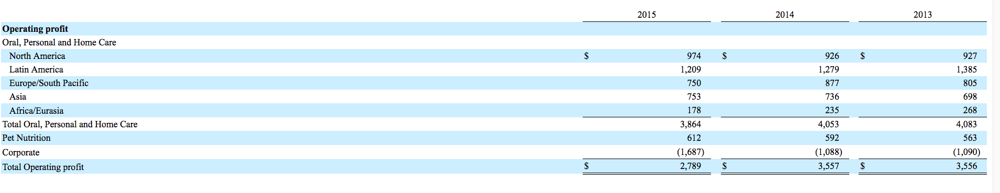 2015 2014 2013
Operating profit
Oral, Personal and Home Care
North America $ 974 $ 926 $ 927
Latin America 1,209 1,279 1,385
Europe/South Pacific 750 877 805
Asia 753 736 698
Africa/Eurasia 178 235 268
Total Oral, Personal and Home Care 3,864 4,053 4,083
Pet Nutrition 612 592 563
Corporate (1,687) (1,088) (1,090)
Total Operating profit $ 2,789 $ 3,557 $ 3,556